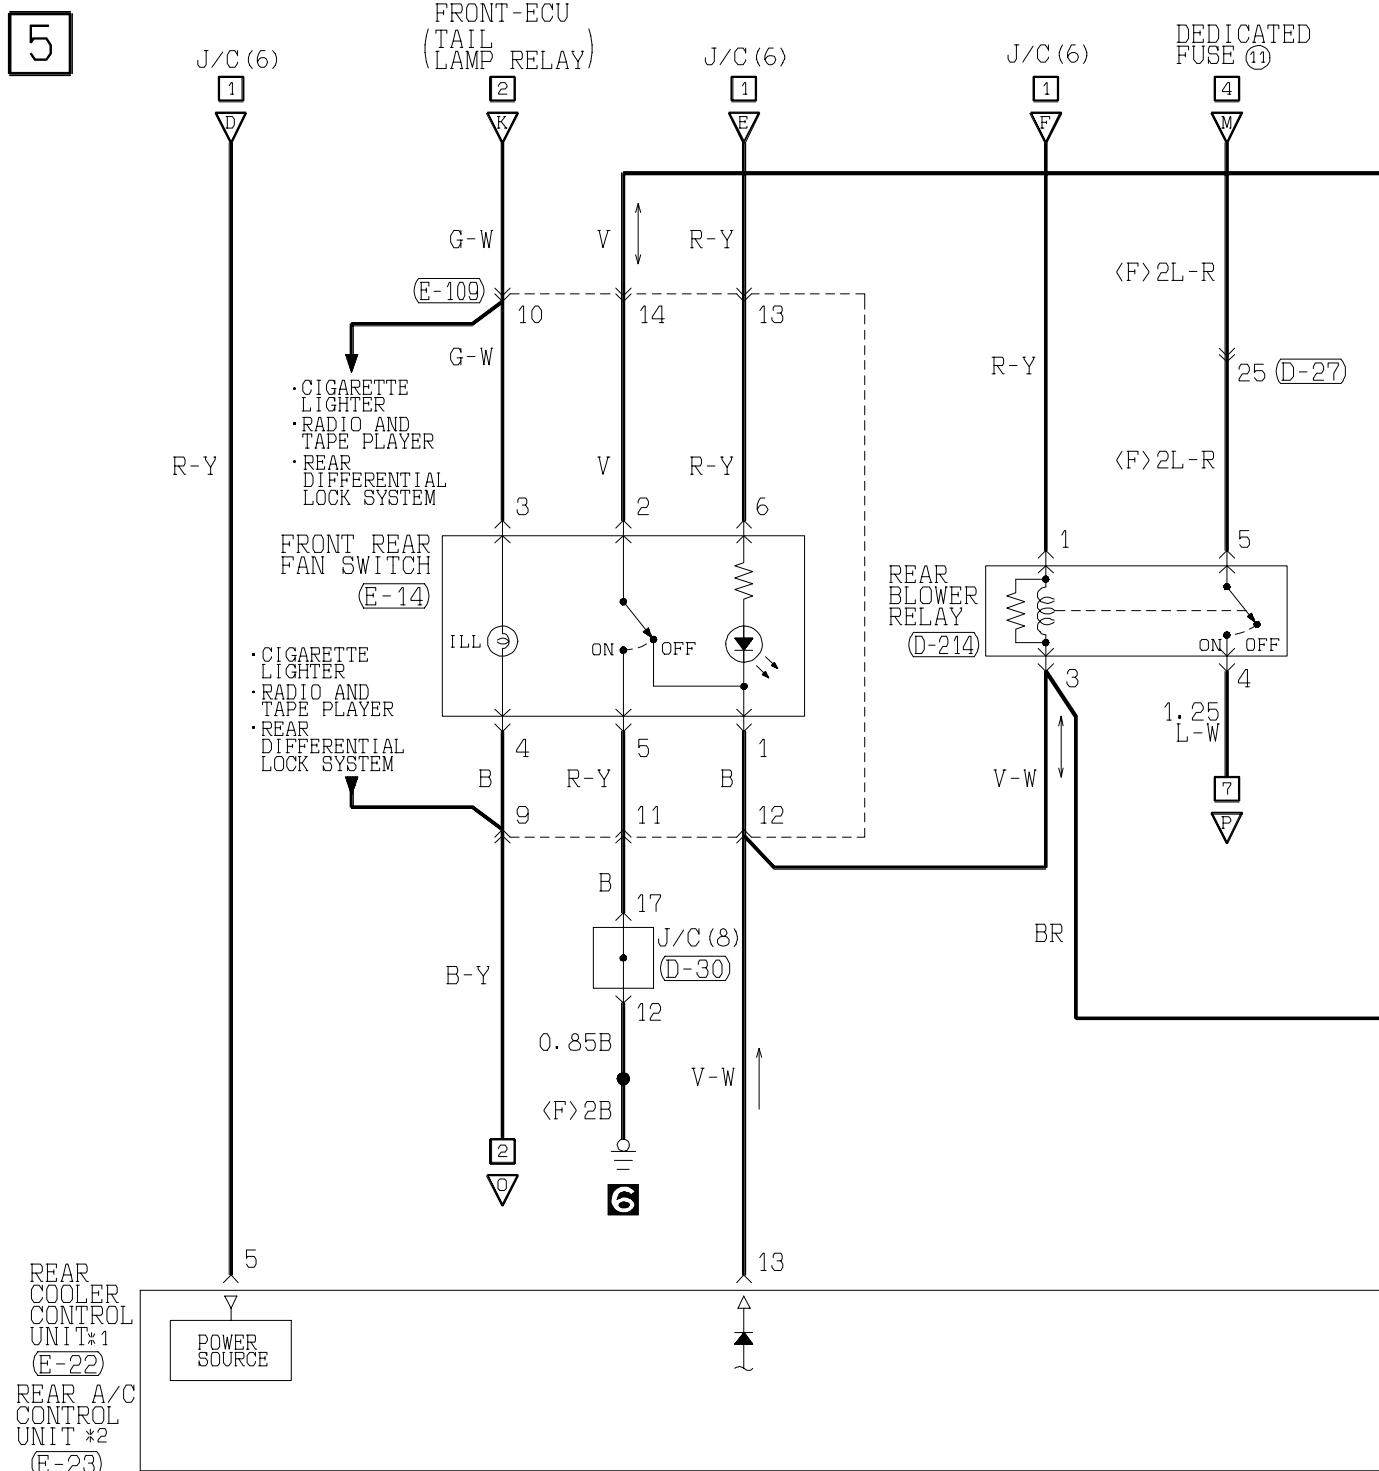 5
J/C(6)
1
D
FRONT-ECU
(TAIL
LAMP RELAY)
2
K
J/C(6)
1
E
J/C(6)
1
F
DEDICATED
FUSE ⑪
4
M
G-W
V
R-Y
<F>2L-R
(E-109)
10
14
13
G-W
R-Y
25 (D-27)
・CIGARETTE
LIGHTER
・RADIO AND
TAPE PLAYER
・REAR
DIFFERENTIAL
LOCK SYSTEM
R-Y
V
R-Y
<F>2L-R
3
2
6
1
5
FRONT REAR
FAN SWITCH
(E-14)
ILL
ON
OFF
REAR
BLOWER
RELAY
(D-214)
ON
OFF
・CIGARETTE
LIGHTER
・RADIO AND
TAPE PLAYER
・REAR
DIFFERENTIAL
LOCK SYSTEM
4
5
1
3
4
1.25
L-W
B
R-Y
B
V-W
7
P
9
11
12
B
17
J/C(8)
(D-30)
BR
B-Y
12
0.85B
V-W
<F>2B
2
O
6
5
13
REAR
COOLER
CONTROL
UNIT*1
(E-22)
POWER
SOURCE
REAR A/C
CONTROL
UNIT *2
(E-23)